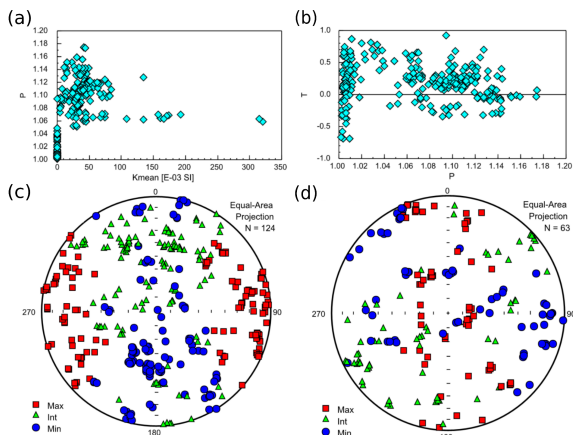 (a)
1.20
1.18
1.16
1.14
1.12
1.10
1.08
1.06
1.04
1.02
1.00
P
0 50 100 150 200 250 300 350
Kmean [E-03 SI]
(b)
1.0
0.5
0.0
-0.5
-1.0
T
1.00 1.02 1.04 1.06 1.08 1.10 1.12 1.14 1.16 1.18 1.20
P
(c)
0
Equal-Area
Projection
N = 124
270
90
180
Max
Int
Min
(d)
0
Equal-Area
Projection
N = 63
270
90
180
Max
Int
Min